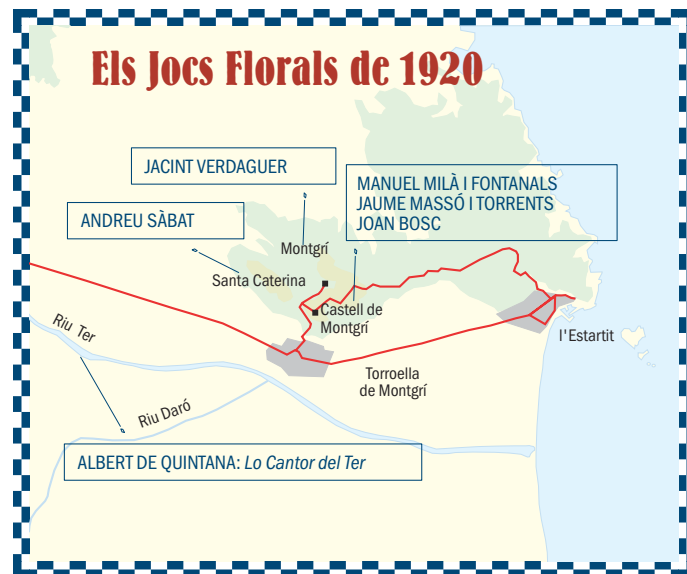 Els Jocs Florals de 1920
JACINT VERDAGUER
MANUEL MILÀ I FONTANALS
JAUME MASSÓ I TORRENTS
JOAN BOSC
ANDREU SÀBAT
Montgrí
Santa Caterina
Castell de
Montgrí
l'Estartit
Riu Ter
Torroella
de Montgrí
Riu Daró
ALBERT DE QUINTANA: Lo Cantor del Ter